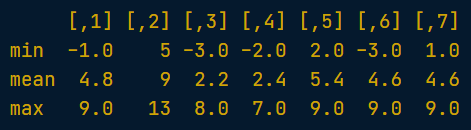 [,1] [,2] [,3] [,4] [,5] [,6] [,7]
min -1.0 5 -3.0 -2.0 2.0 -3.0 1.0
mean 4.8 9 2.2 2.4 5.4 4.6 4.6
max 9.0 13 8.0 7.0 9.0 9.0 9.0